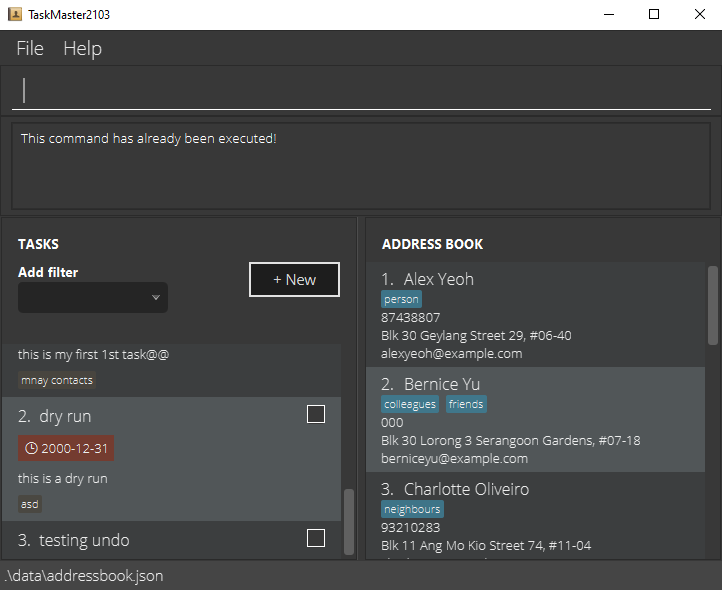 TaskMaster2103
File Help
This command has already been executed!
TASKS
Add filter
+ New
this is my first 1st task@@
mnay contacts
2. dry run
2000-12-31
this is a dry run
asd
3. testing undo
ADDRESS BOOK
1. Alex Yeoh
person
87438807
Blk 30 Geylang Street 29, #06-40
alexyeoh@example.com
2. Bernice Yu
colleagues friends
000
Blk 30 Lorong 3 Serangoon Gardens, #07-18
berniceyu@example.com
3. Charlotte Oliveiro
neighbours
93210283
Blk 11 Ang Mo Kio Street 74, #11-04
.\data\addressbook.json